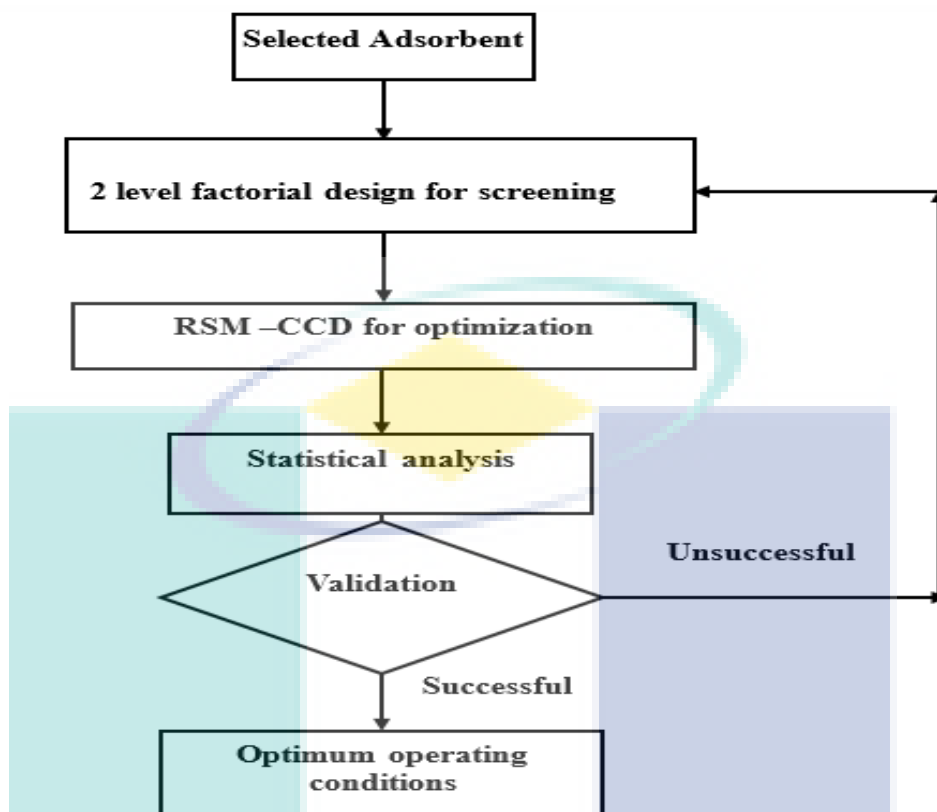 Selected Adsorbent
2 level factorial design for screening
RSM –CCD for optimization
Statistical analysis
Validation
Unsuccessful
Successful
Optimum operating
conditions